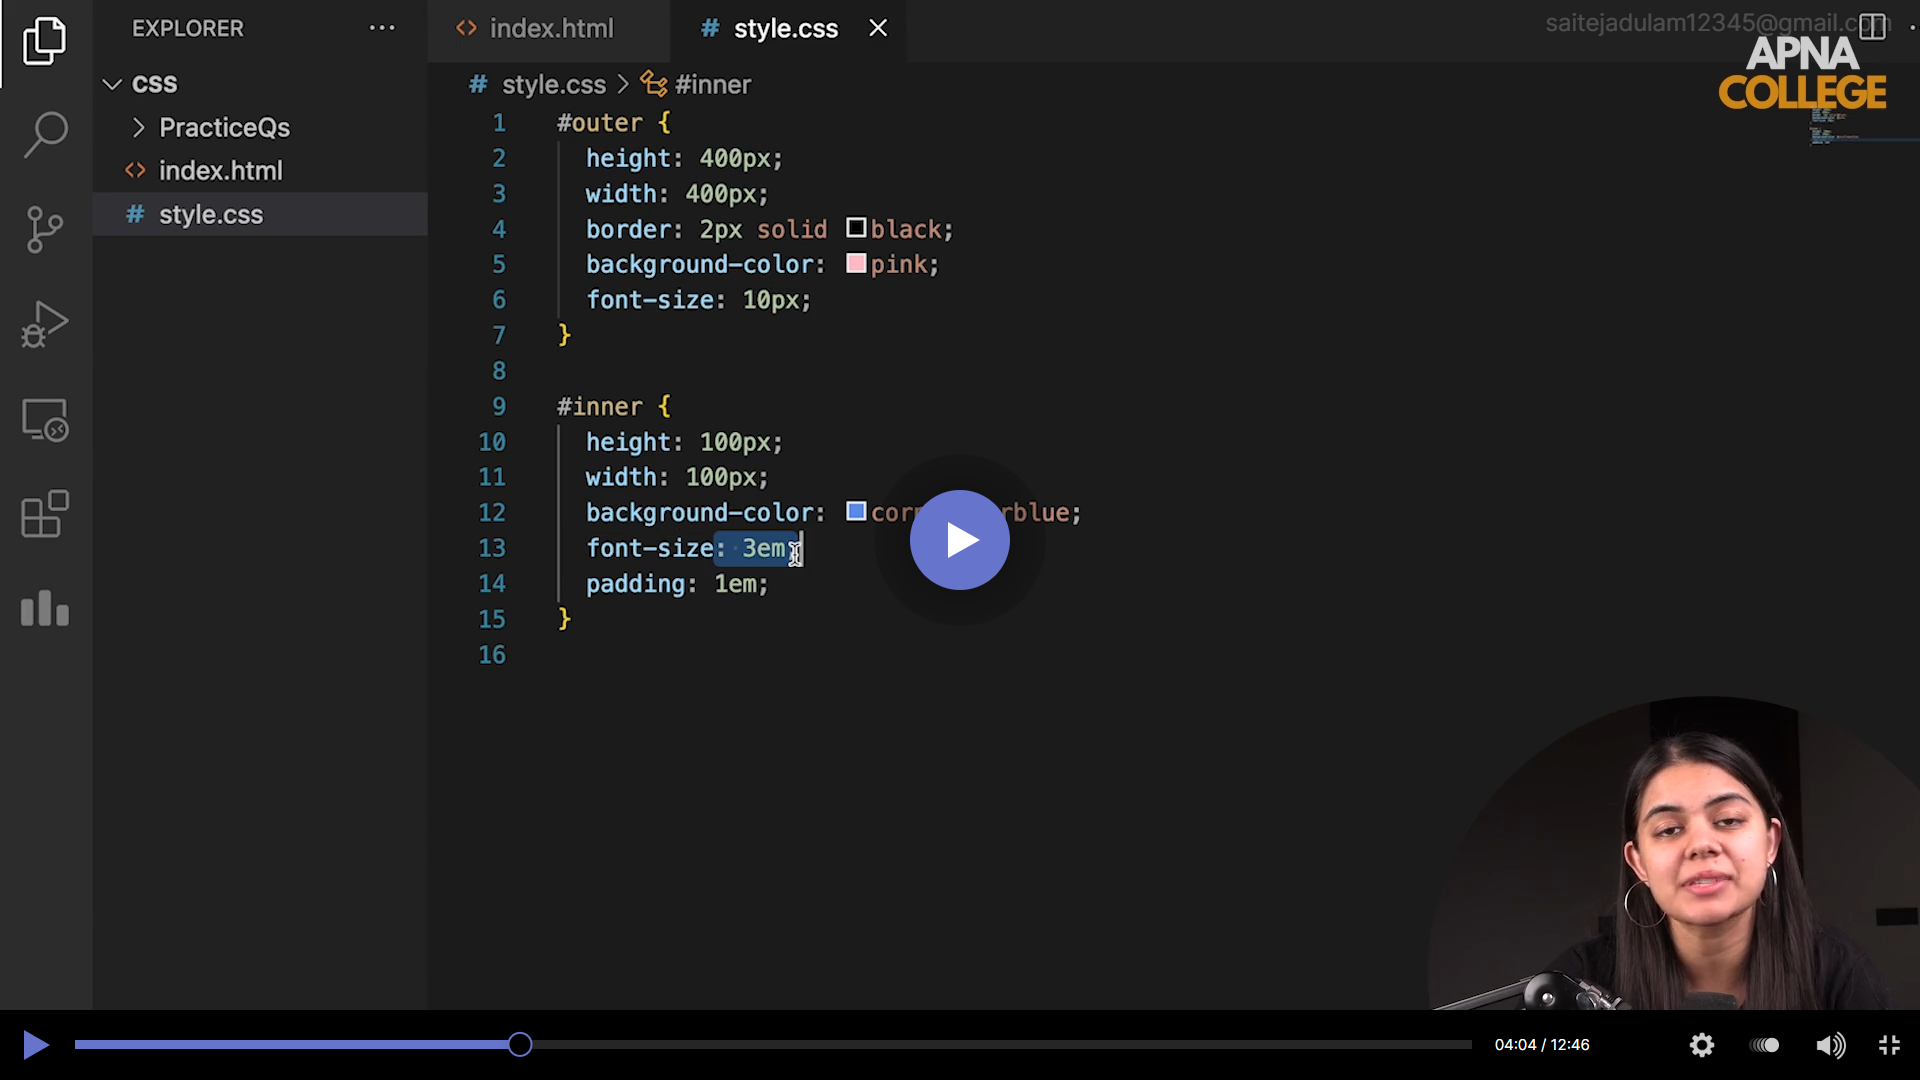 EXPLORER
CSS
PracticeQs
index.html
style.css
index.html
style.css
style.css > #inner
saitejadulam12345@gmail.com
APNA
COLLEGE
1 #outer {
2 height: 400px;
3 width: 400px;
4 border: 2px solid black;
5 background-color: pink;
6 font-size: 10px;
7 }
8
9 #inner {
10 height: 100px;
11 width: 100px;
12 background-color: cor rblue;
13 font-size: 3em
14 padding: 1em;
15 }
16
04:04 / 12:46